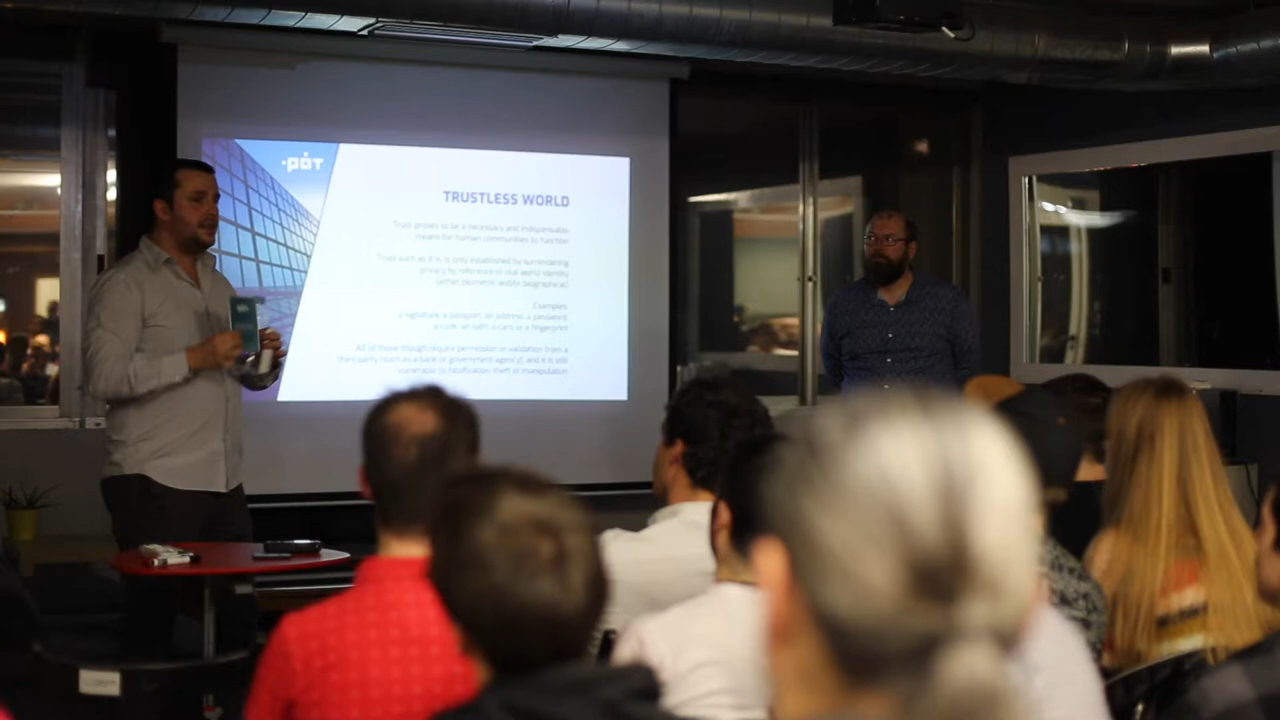 ·pot
TRUSTLESS WORLD
Trust proves to be a necessary and indispensable
means for human communities to function
Trust such as it is, is only established by surrendering
privacy by reference to real world identity
(either biometric and/or biographical)
Examples:
a signature, a passport, an address, a password,
a code, an oath, a card or a fingerprint
All of those though require permission or validation from a
third party (such as a bank or government agency), and it is still
vulnerable to falsification, theft or manipulation